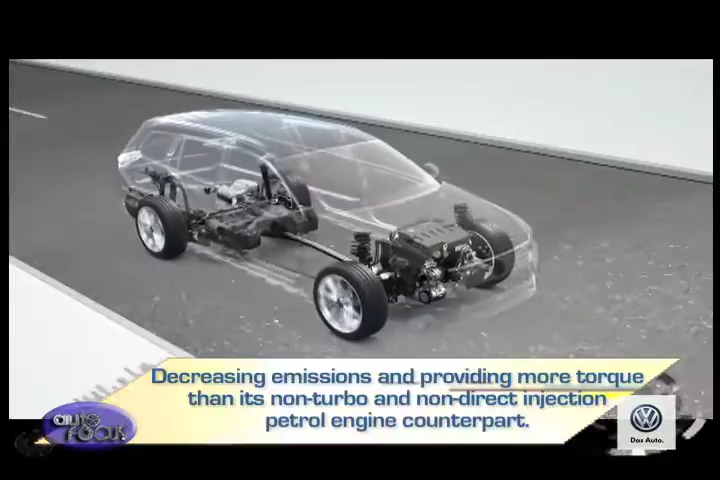 Decreasing emissions and providing more torque
than its non-turbo and non-direct injection
petrol engine counterpart.
AUTO
FOCUS
Das Auto.